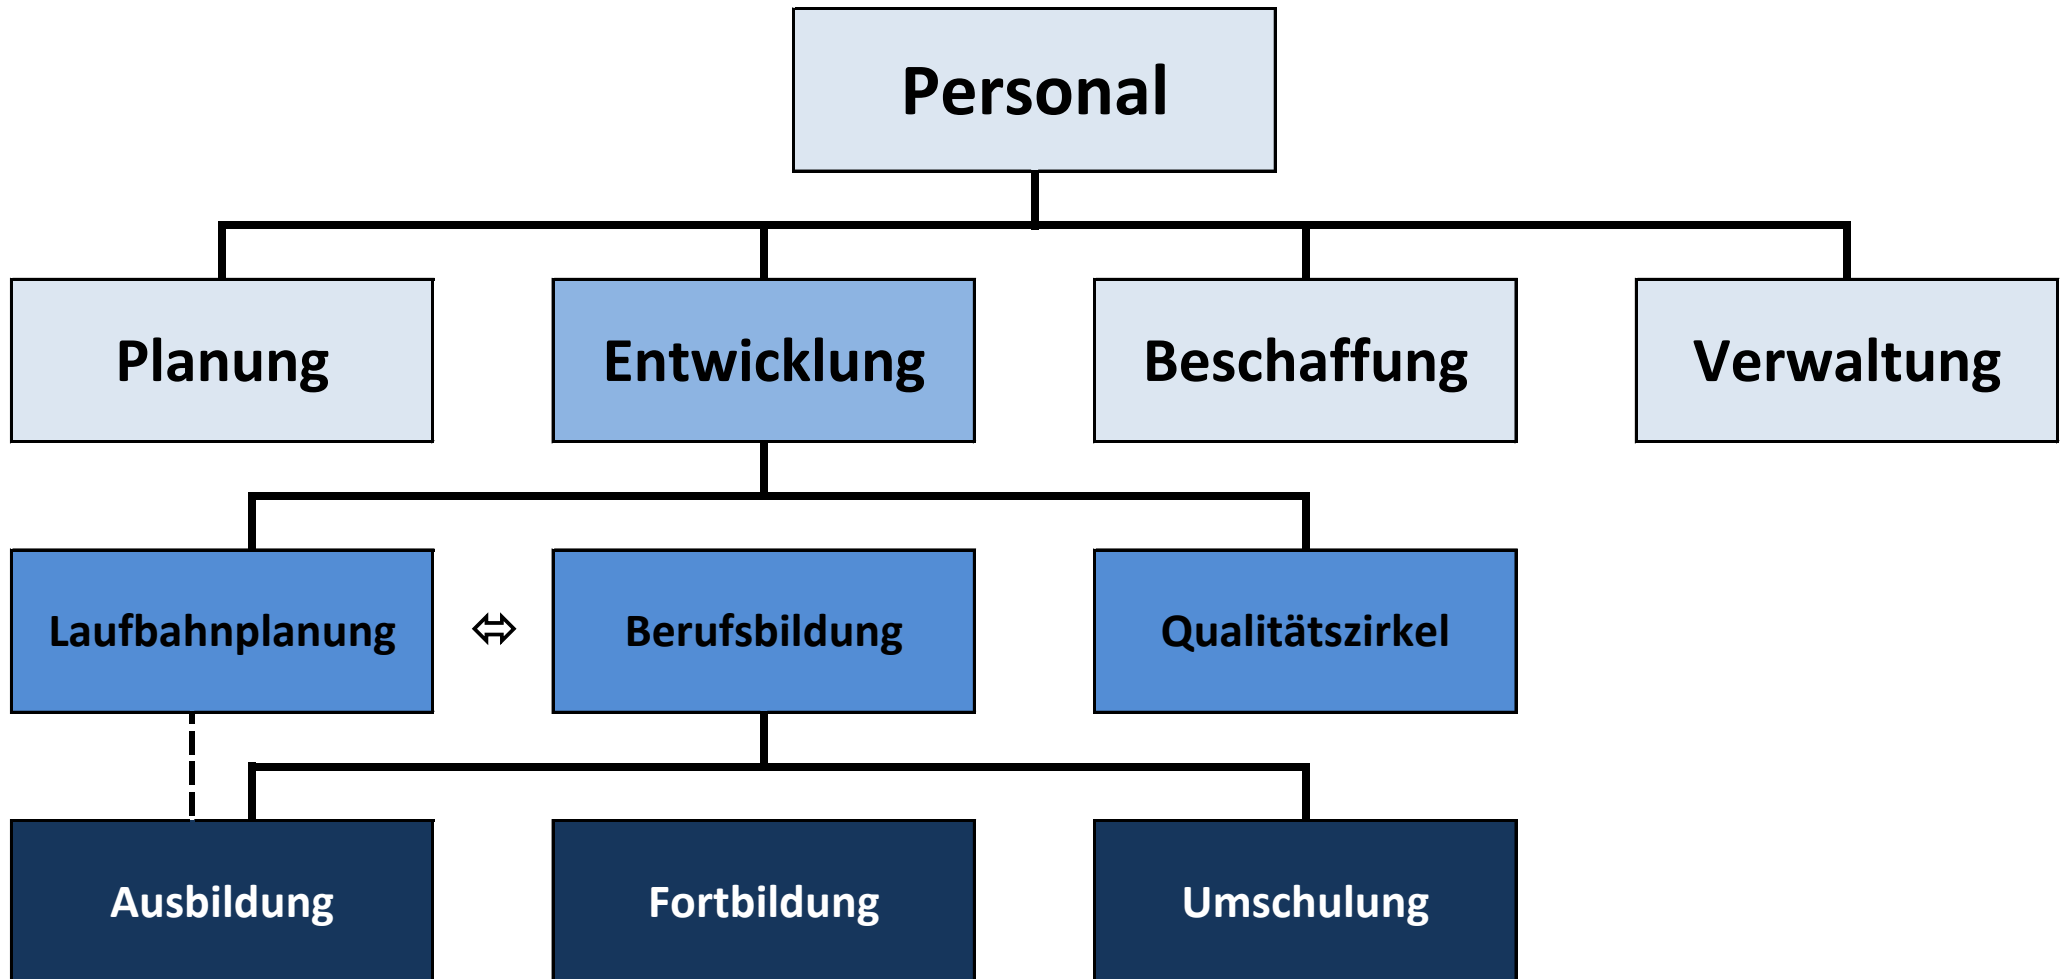 Personal
Planung
Entwicklung
Beschaffung
Verwaltung
Laufbahnplanung
Berufsbildung
Qualitätszirkel
Ausbildung
Fortbildung
Umschulung